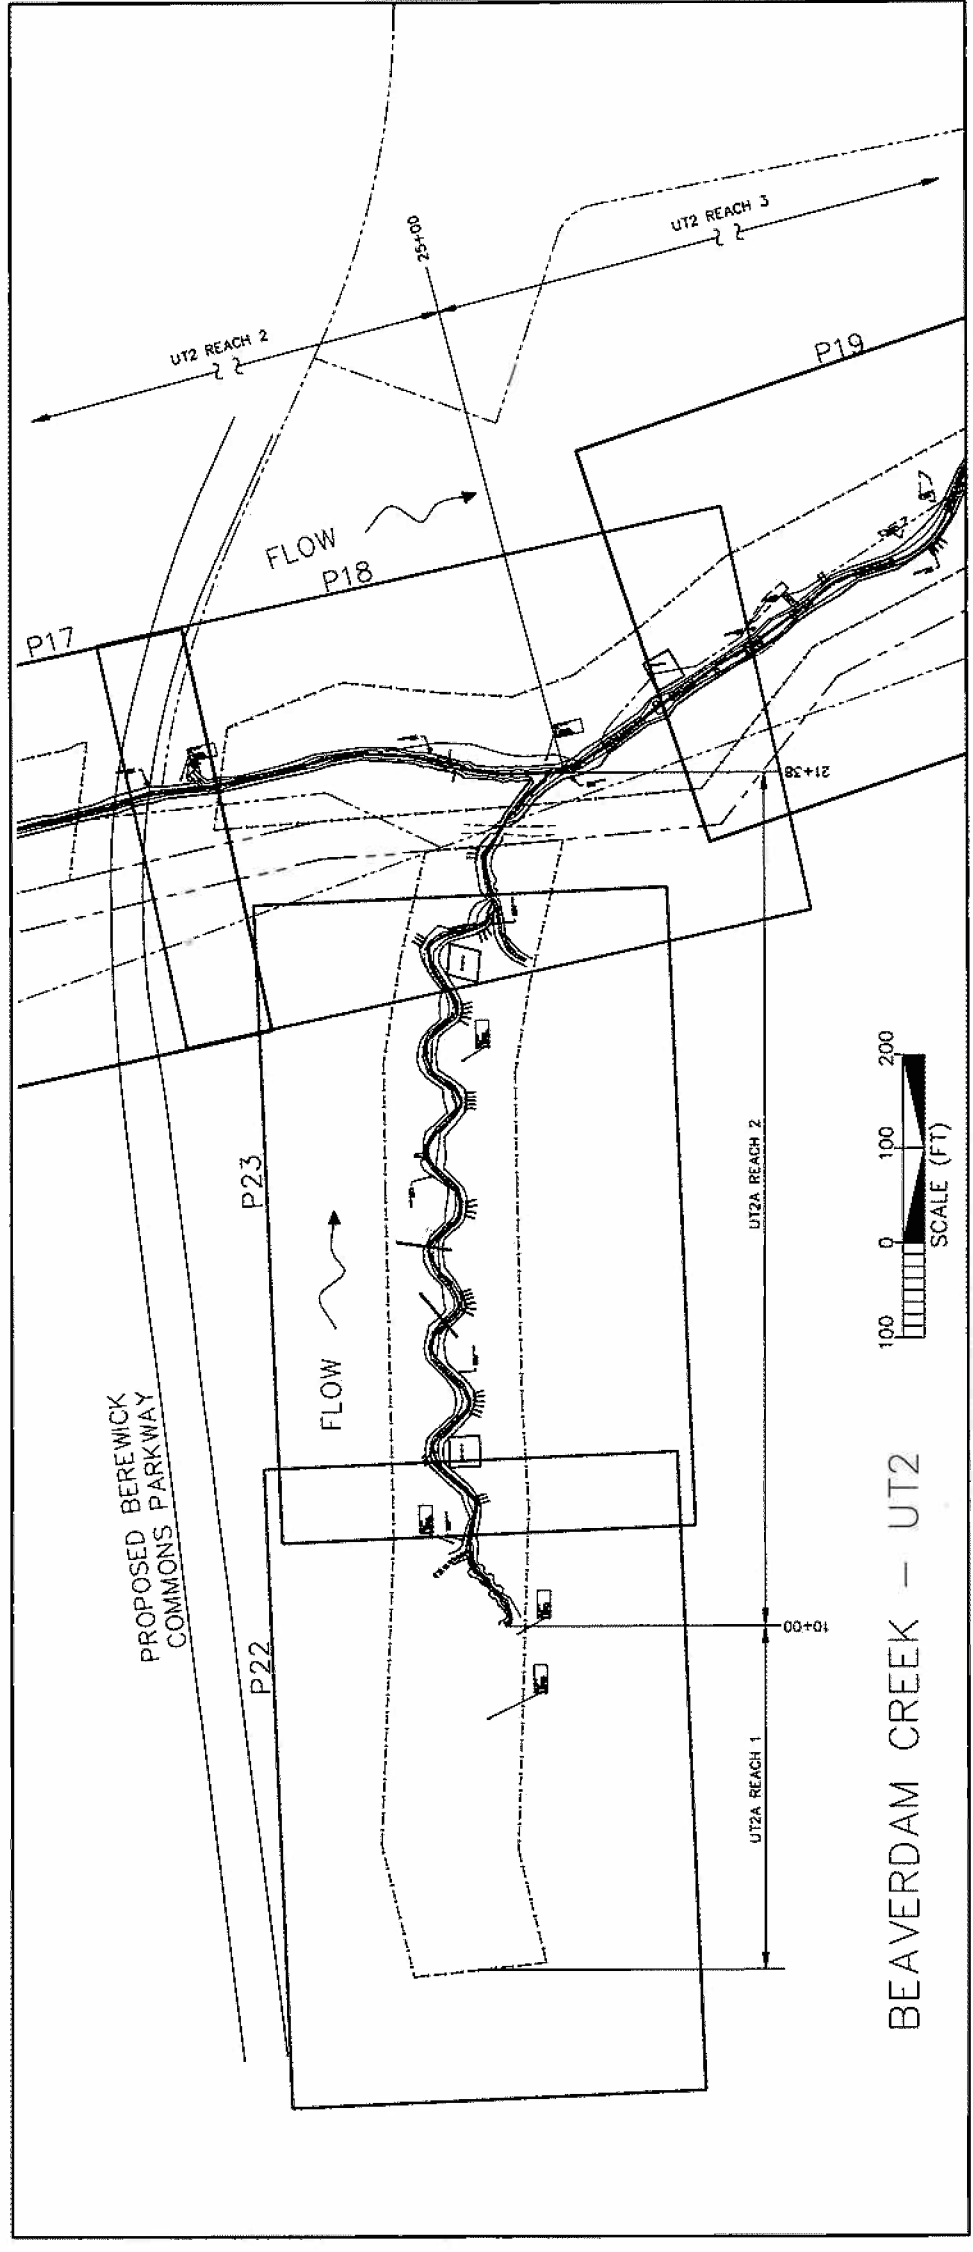 25+00
UT2 REACH 3
UT2 REACH 2
P19
FLOW
P18
P17
21+38
P23
UT2A REACH 2
FLOW
100 0 100 200
SCALE (FT)
PROPOSED BEREWICK
COMMONS PARKWAY
P22
10+00
UT2A REACH 1
BEAVERDAM CREEK - UT2